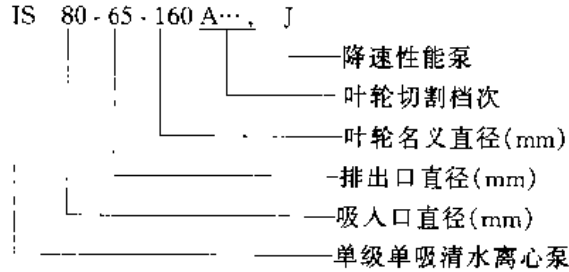 IS 80-65-160A…, J
降速性能泵
叶轮切割档次
叶轮名义直径(mm)
排出口直径(mm)
吸入口直径(mm)
单级单吸清水离心泵